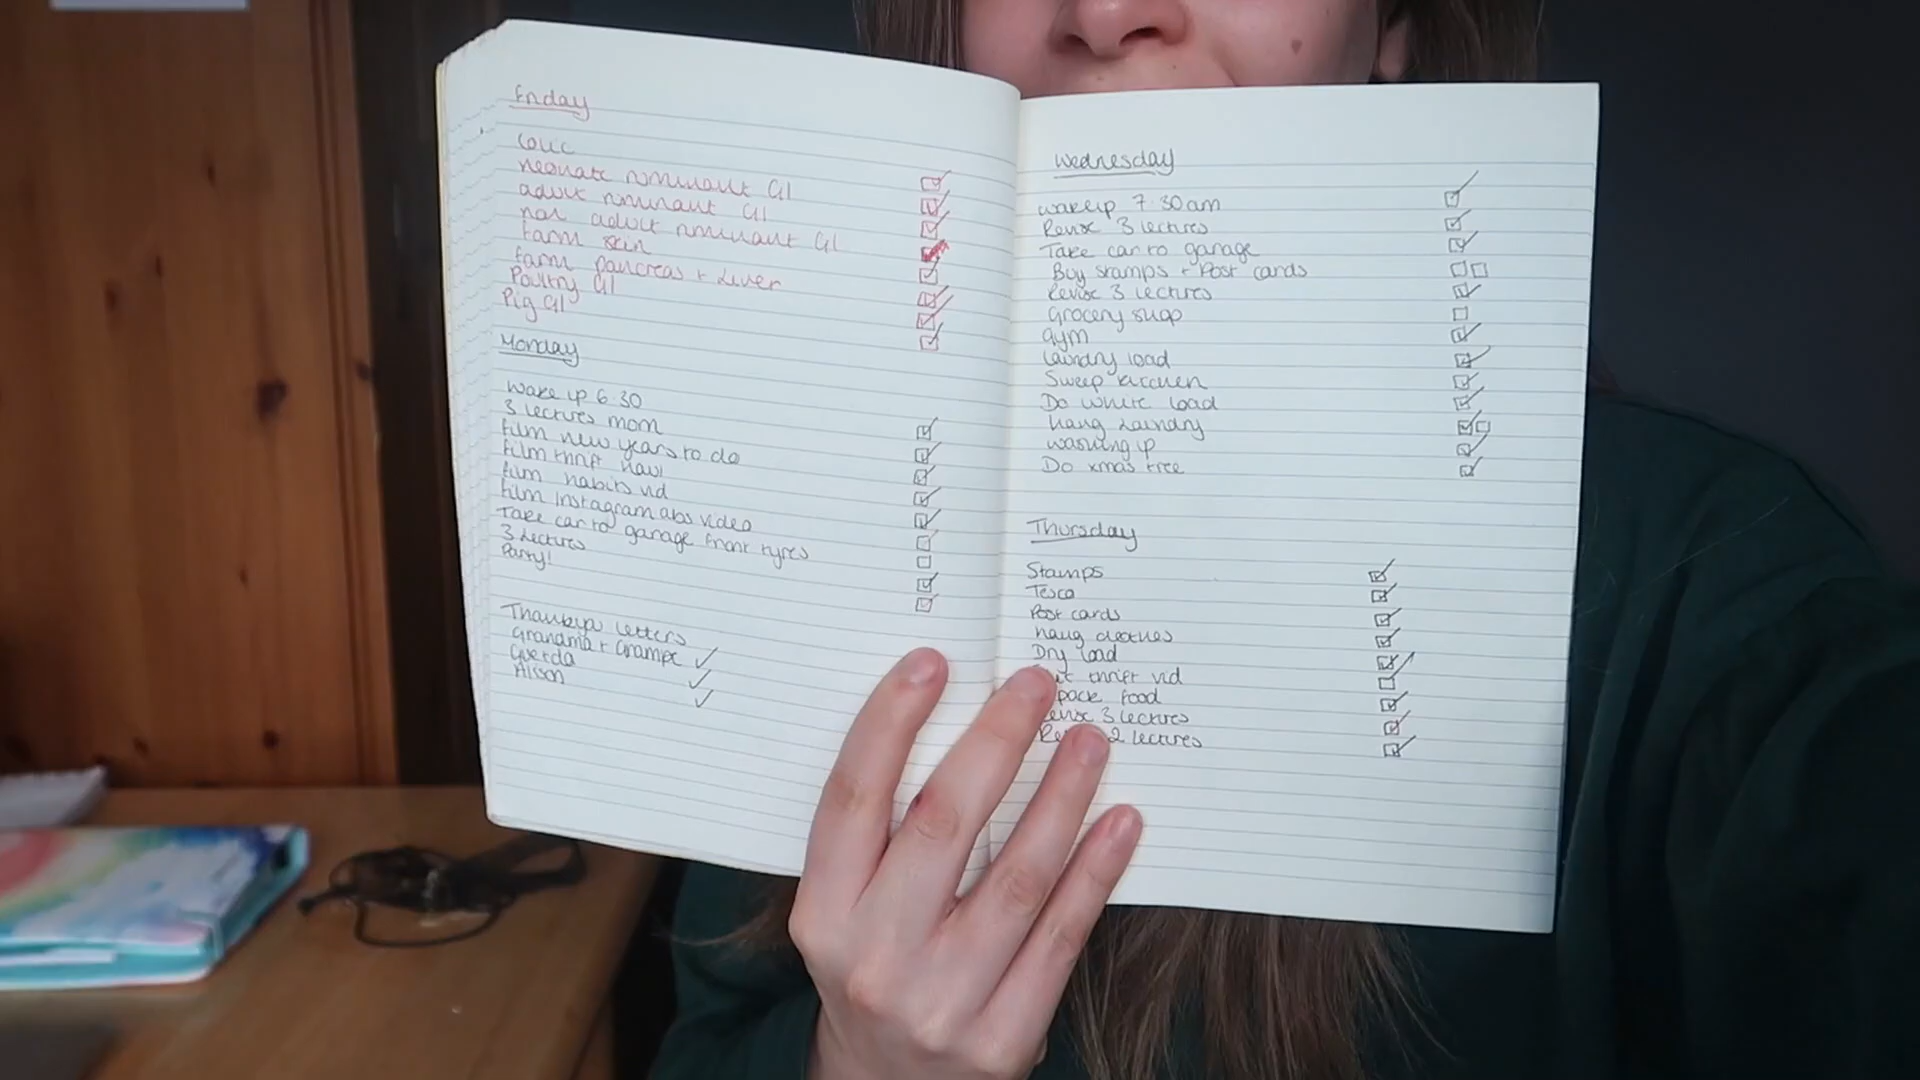 Friday
Colic
neonate ruminant GI
adult ruminant GI
non adult ruminant GI
farm skin
farm pancreas + Liver
Poultry GI
Pig GI
Monday
Wake up 6.30
3 lectures morn
film new years to do
film thrift haul
film habits vid
film instagram abs video
Take car to garage front tyres
3 Lectures
Party!
Thankyou Letters
Grandma + Grampe
Guerda
Alison
Wednesday
wakeup 7.30am
Revise 3 lectures
Take car to garage
Buy stamps + Post cards
Revise 3 lectures
Grocery shop
gym
laundry load
Sweep kitchen
Do white load
hang laundry
washing up
Do xmas tree
Thursday
Stamps
Tesco
Post cards
hang clothes
Dry load
thrift vid
pack food
3 lectures
2 lectures